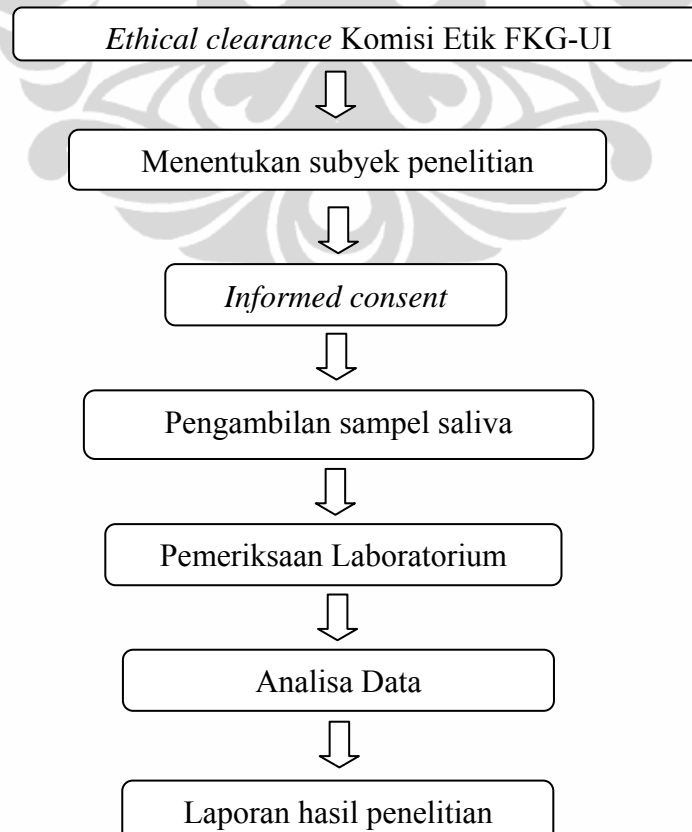 Ethical clearance Komisi Etik FKG-UI
Menentukan subyek penelitian
Informed consent
Pengambilan sampel saliva
Pemeriksaan Laboratorium
Analisa Data
Laporan hasil penelitian